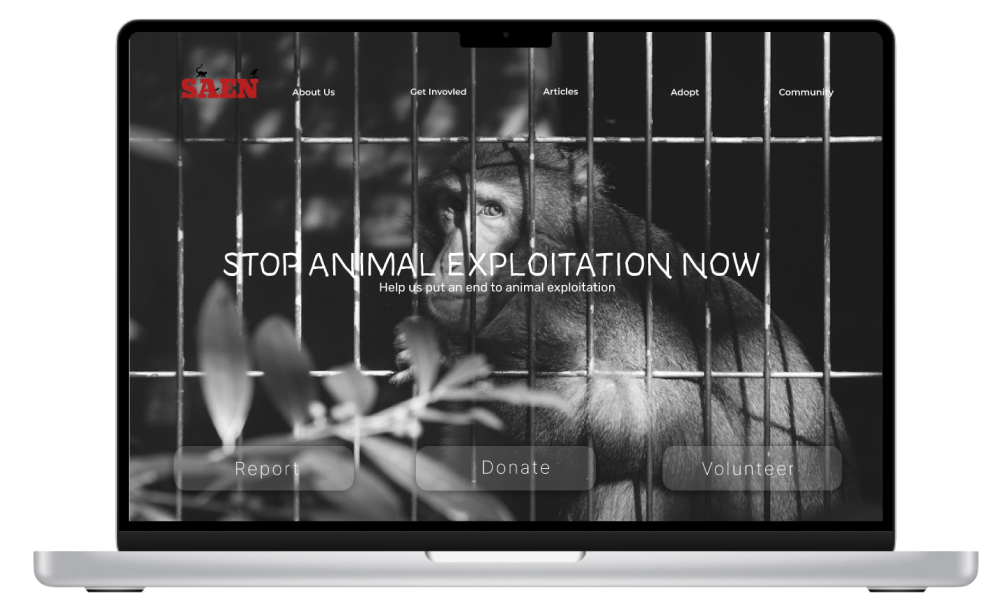 SAEN
About Us
Get Invovled
Articles
Adopt
Community
STOP ANIMAL EXPLOITATION NOW
Help us put an end to animal exploitation
Report
Donate
Volunteer